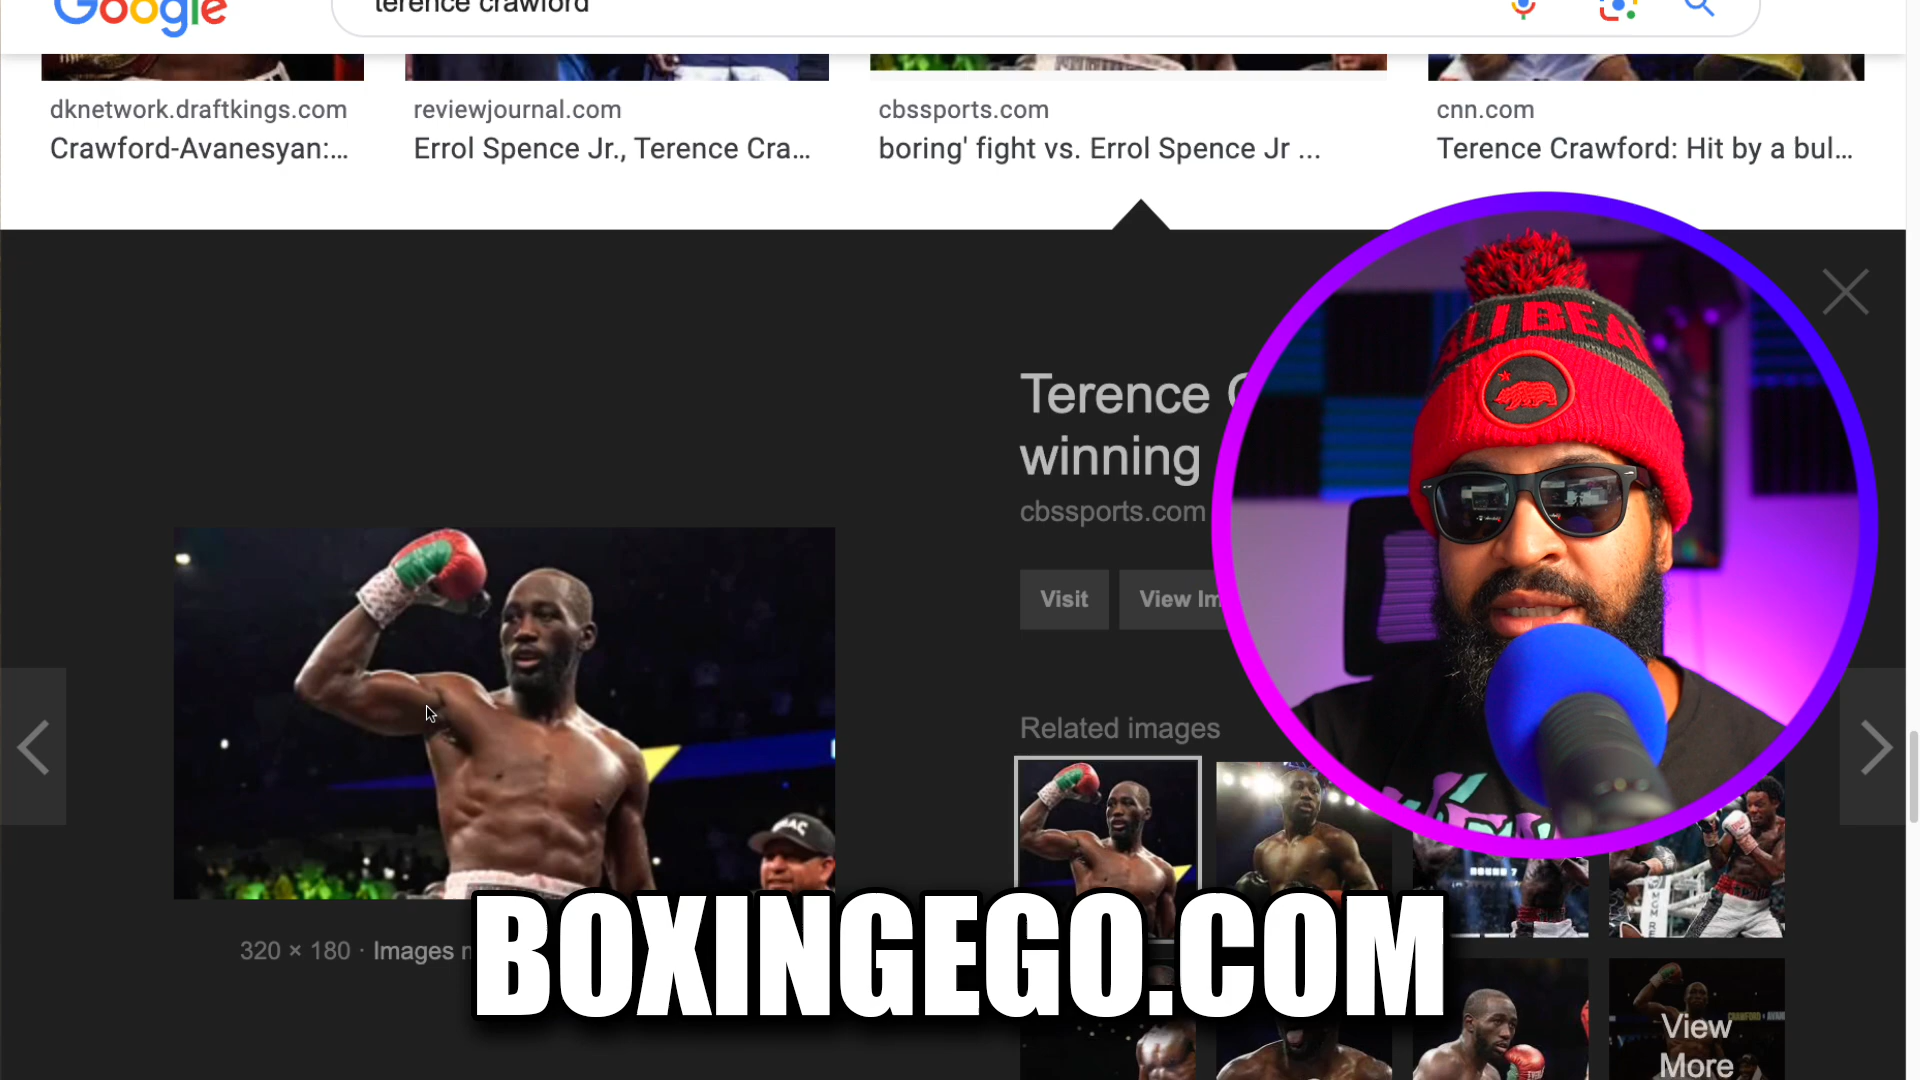 Google
terence crawford
dknetwork.draftkings.com
Crawford-Avanesyan:...
reviewjournal.com
Errol Spence Jr., Terence Cra...
cbssports.com
boring' fight vs. Errol Spence Jr ...
cnn.com
Terence Crawford: Hit by a bul...
Terence
winning
cbssports.com
Visit
View Im
Related images
320 × 180 · Images
BOXINGEGO.COM
ROUND 7
View
More